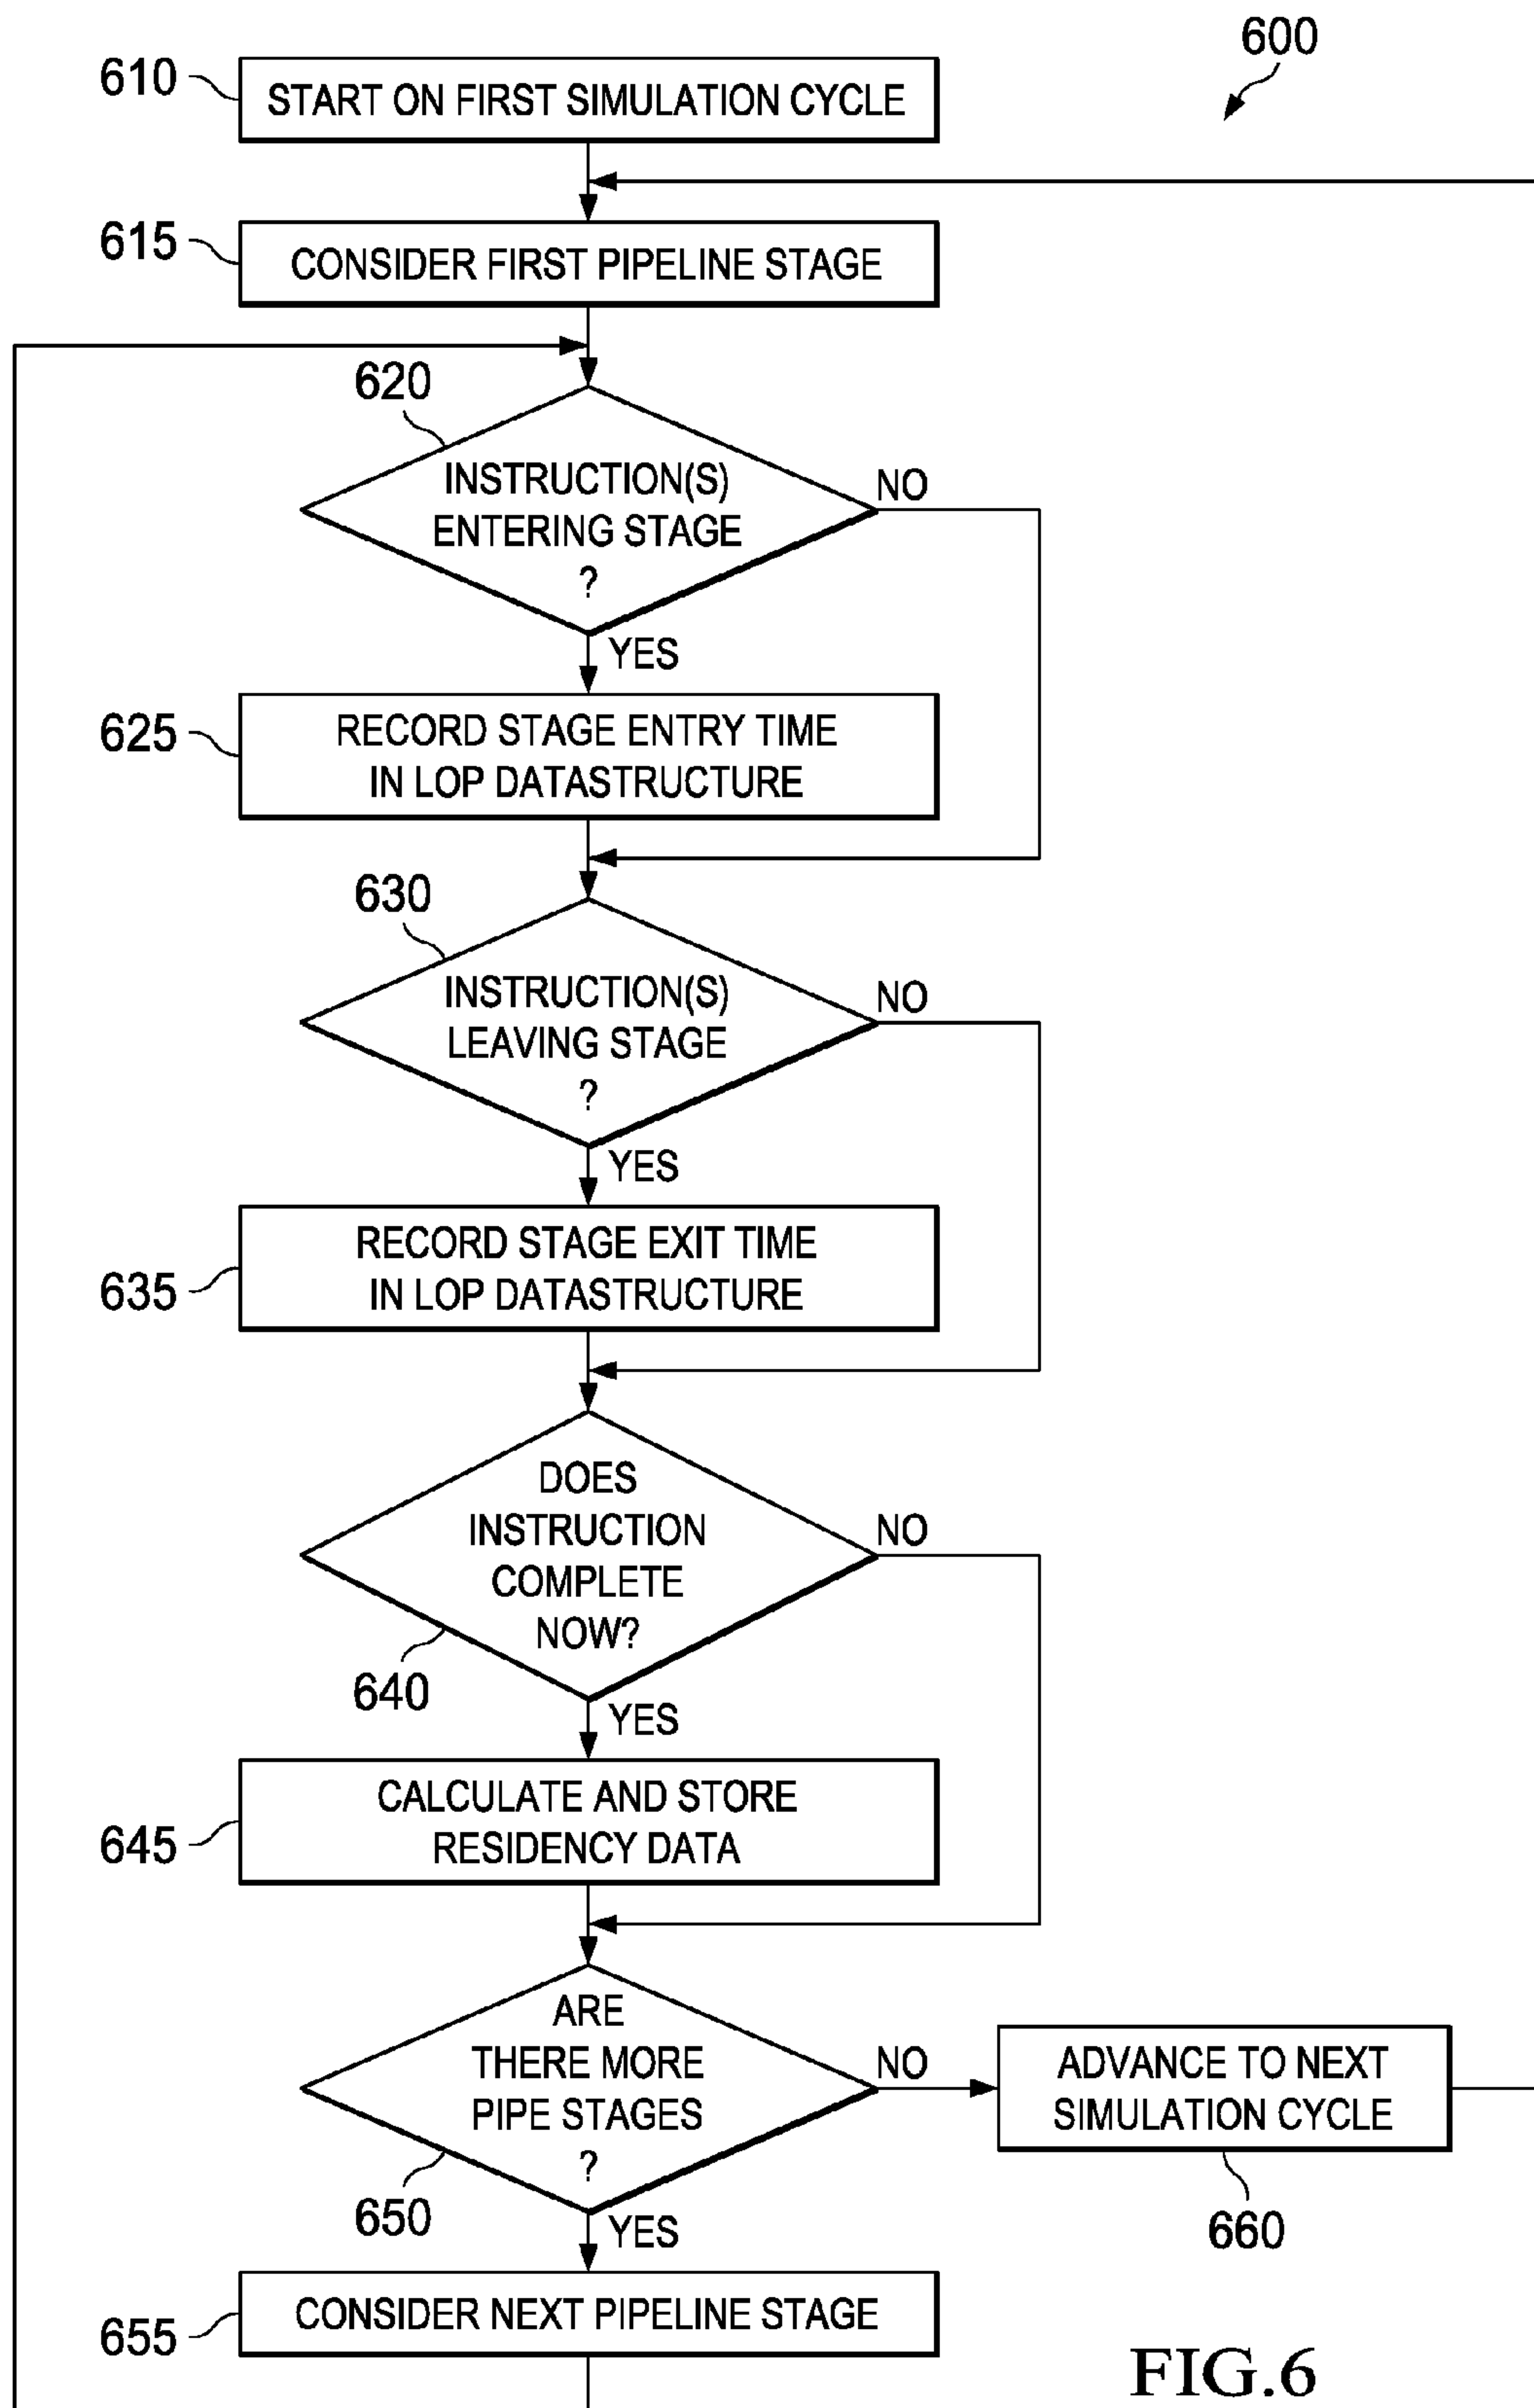 600
610
START ON FIRST SIMULATION CYCLE
615
CONSIDER FIRST PIPELINE STAGE
620
INSTRUCTION(S)
ENTERING STAGE
?
NO
YES
625
RECORD STAGE ENTRY TIME
IN LOP DATASTRUCTURE
630
INSTRUCTION(S)
LEAVING STAGE
?
NO
YES
635
RECORD STAGE EXIT TIME
IN LOP DATASTRUCTURE
DOES
INSTRUCTION
COMPLETE
NOW?
NO
640
YES
645
CALCULATE AND STORE
RESIDENCY DATA
ARE
THERE MORE
PIPE STAGES
?
NO
ADVANCE TO NEXT
SIMULATION CYCLE
650
660
YES
655
CONSIDER NEXT PIPELINE STAGE
FIG.6